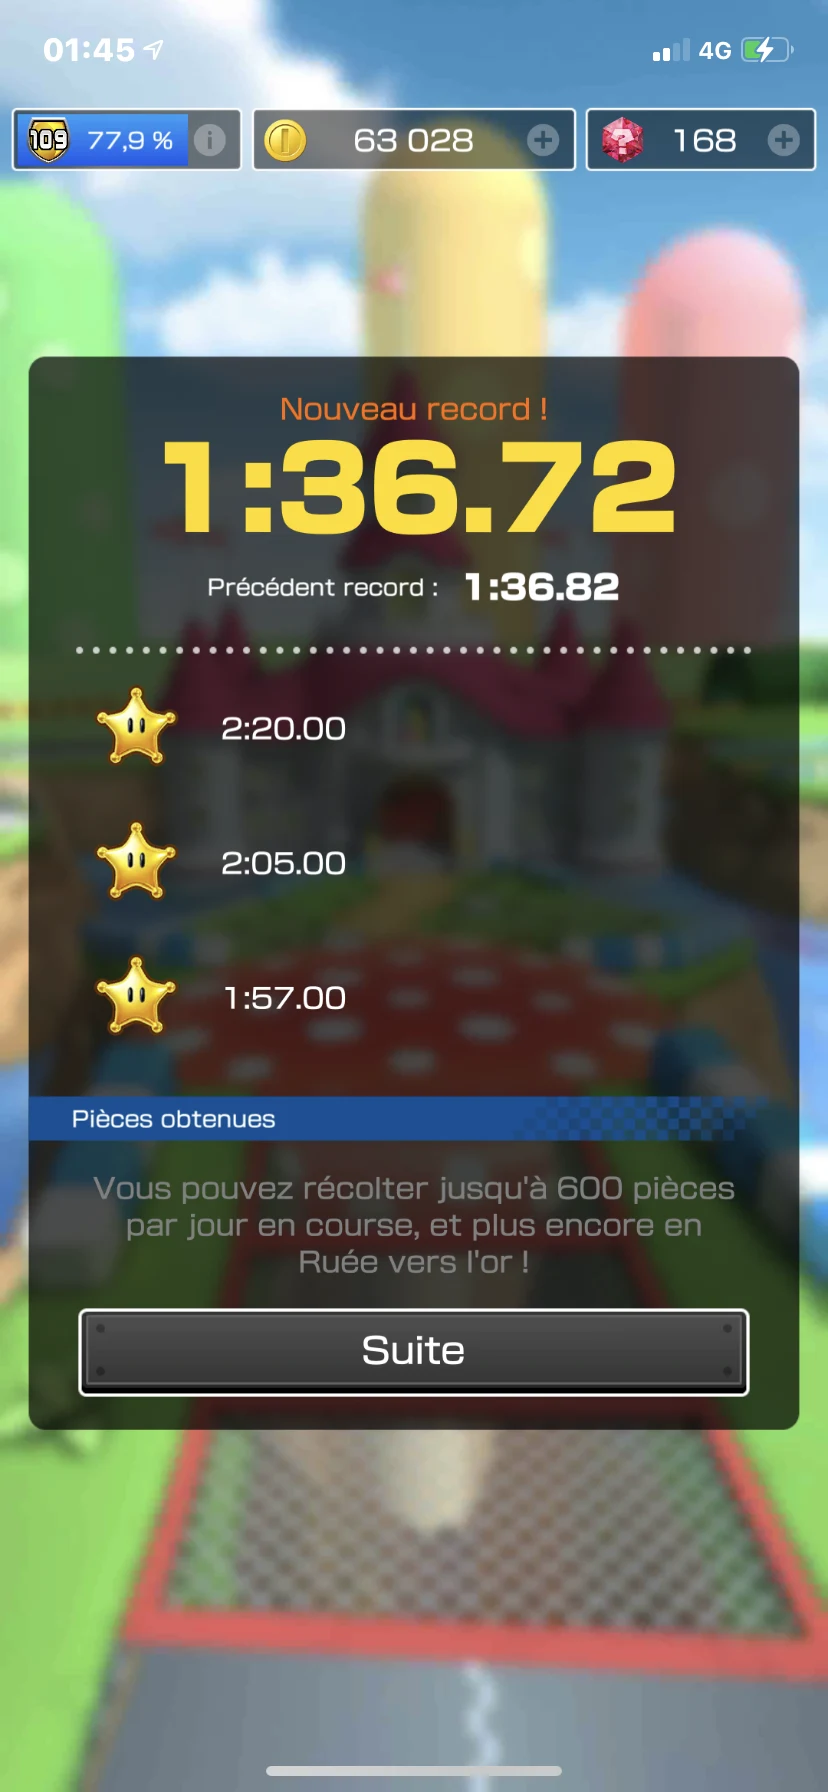 01:45 4G
109 77,9 % 63 028 168
Nouveau record !
1:36.72
Précédent record : 1:36.82
2:20.00
2:05.00
1:57.00
Pièces obtenues
Vous pouvez récolter jusqu'à 600 pièces
par jour en course, et plus encore en
Ruée vers l'or !
Suite